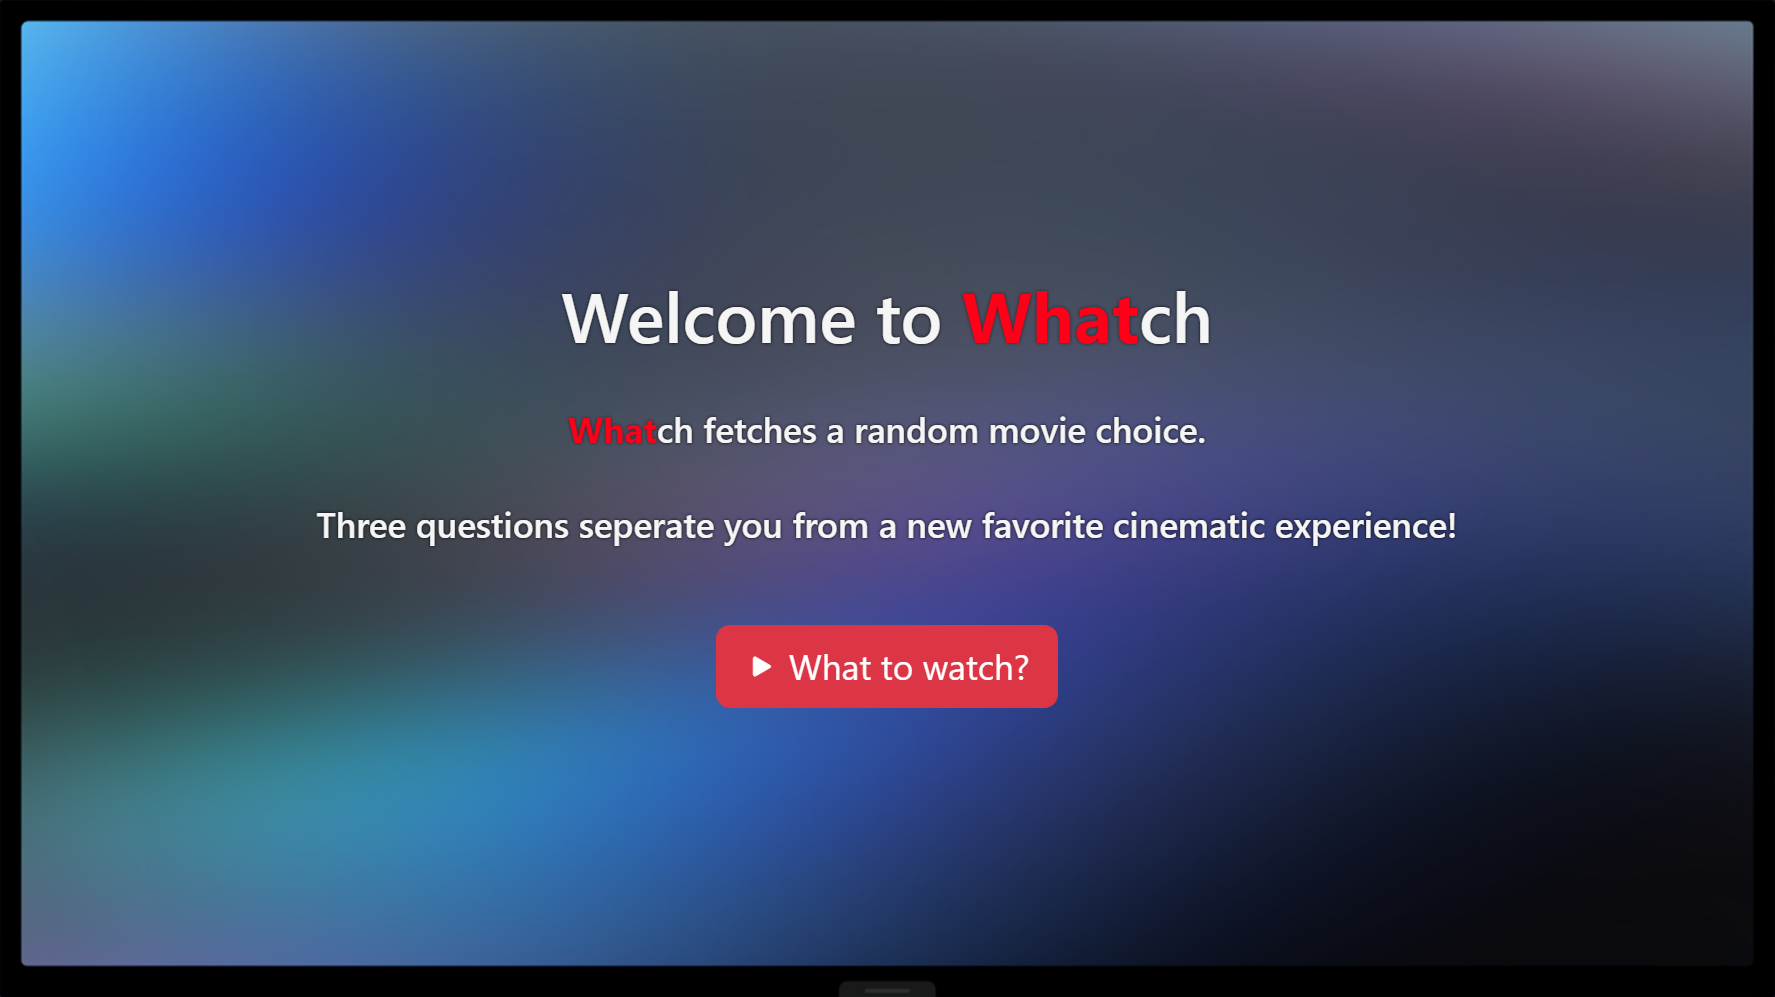 Welcome to Whatch
Whatch fetches a random movie choice.
Three questions seperate you from a new favorite cinematic experience!
What to watch?